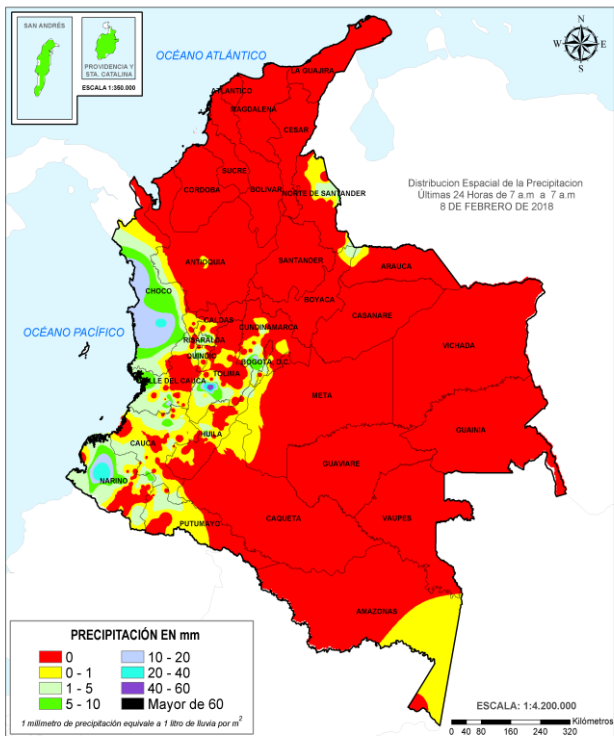 SAN ANDRÉS
PROVIDENCIA Y
STA. CATALINA
ESCALA 1:350.000
OCÉANO ATLÁNTICO
N
W E
S
LA GUAJIRA
ATLANTICO
MAGDALENA
CESAR
SUCRE
CORDOBA
BOLIVAR
NORTE DE SANTANDER
Distribucion Espacial de la Precipitacion
Últimas 24 Horas de 7 a.m a 7 a.m
8 DE FEBRERO DE 2018
ANTIOQUIA
SANTANDER
ARAUCA
CHOCO
BOYACA
CASANARE
OCÉANO PACÍFICO
CALDAS
CUNDINAMARCA
RISARALDA
VICHADA
QUINDIO
BOGOTA D.C
TOLIMA
VALLE DEL CAUCA
META
GUAINIA
CAUCA
HUILA
GUAVIARE
NARIÑO
PUTUMAYO
CAQUETA
VAUPES
AMAZONAS
PRECIPITACIÓN EN mm
0 10 - 20
0 - 1 20 - 40
1 - 5 40 - 60
5 - 10 Mayor de 60
1 milímetro de precipitación equivale a 1 litro de lluvia por m²
ESCALA: 1:4.200.000
0 40 80 160 240 320 Kilómetros